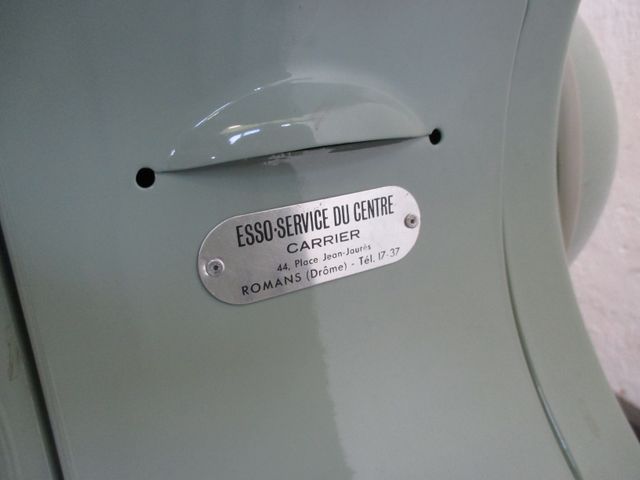 ESSO-SERVICE DU CENTRE
CARRIER
44, Place Jean-Jaurès
ROMANS (Drôme) - Tél. 17-37